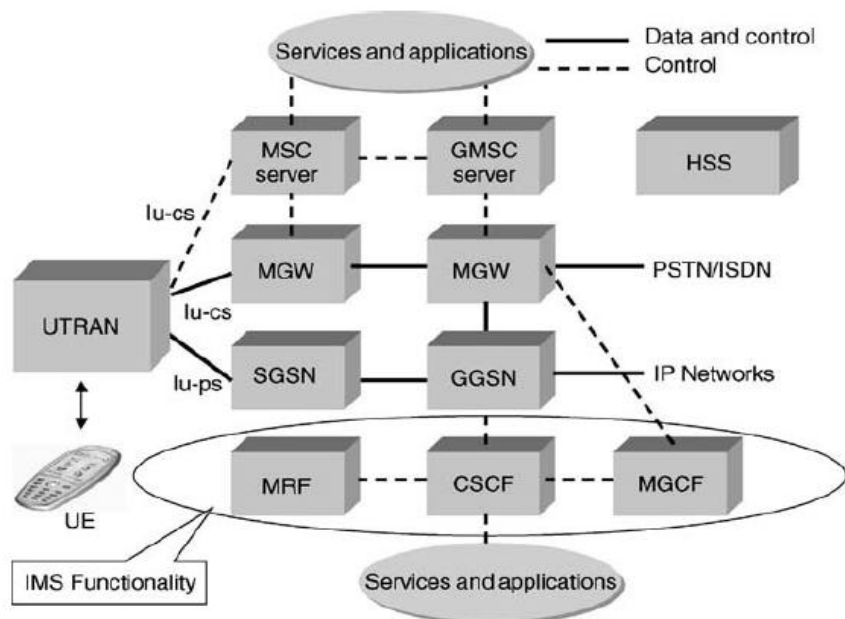 Services and applications
Data and control
Control
MSC
server
GMSC
server
HSS
Iu-cs
MGW
MGW
PSTN/ISDN
UTRAN
Iu-cs
SGSN
GGSN
IP Networks
Iu-ps
MRF
CSCF
MGCF
UE
IMS Functionality
Services and applications